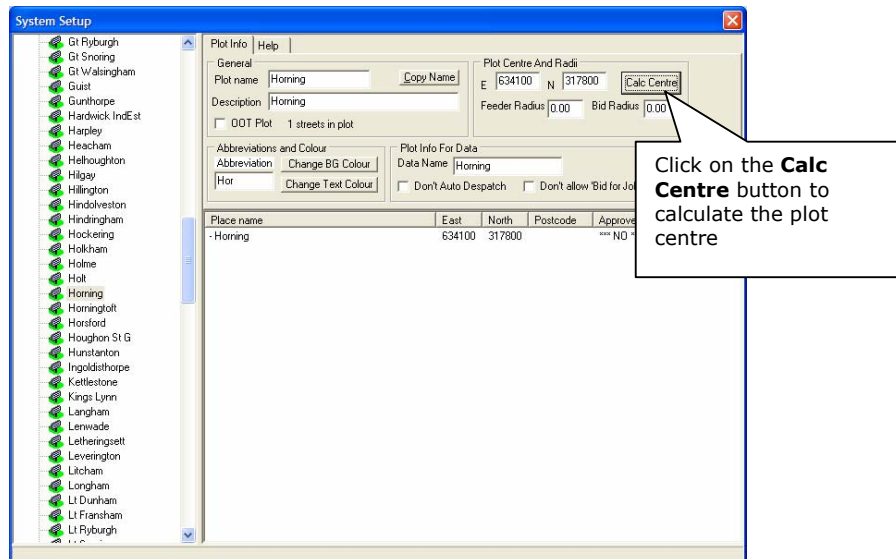 System Setup
Gt Ryburgh
Gt Snoring
Gt Walsingham
Guist
Gunthorpe
Hardwick IndEst
Harpley
Heacham
Helhoughton
Hilgay
Hillington
Hindolveston
Hindringham
Hockering
Holkham
Holme
Holt
Horning
Horningtoft
Horsford
Houghon St G
Hunstanton
Ingoldisthorpe
Kettlestone
Kings Lynn
Langham
Lenwade
Letheringsett
Leverington
Litcham
Longham
Lt Dunham
Lt Fransham
Lt Ryburgh
Plot Info Help
General
Plot name Horning Copy Name
Description Horning
OOT Plot 1 streets in plot
Plot Centre And Radii
E 634100 N 317800 Calc Centre
Feeder Radius 0.00 Bid Radius 0.00
Abbreviations and Colour
Abbreviation Change BG Colour
Hor Change Text Colour
Plot Info For Data
Data Name Horning
Don't Auto Despatch Don't allow 'Bid for Jo
Place name East North Postcode Approve
- Horning 634100 317800 *** NO *
Click on the Calc
Centre button to
calculate the plot
centre